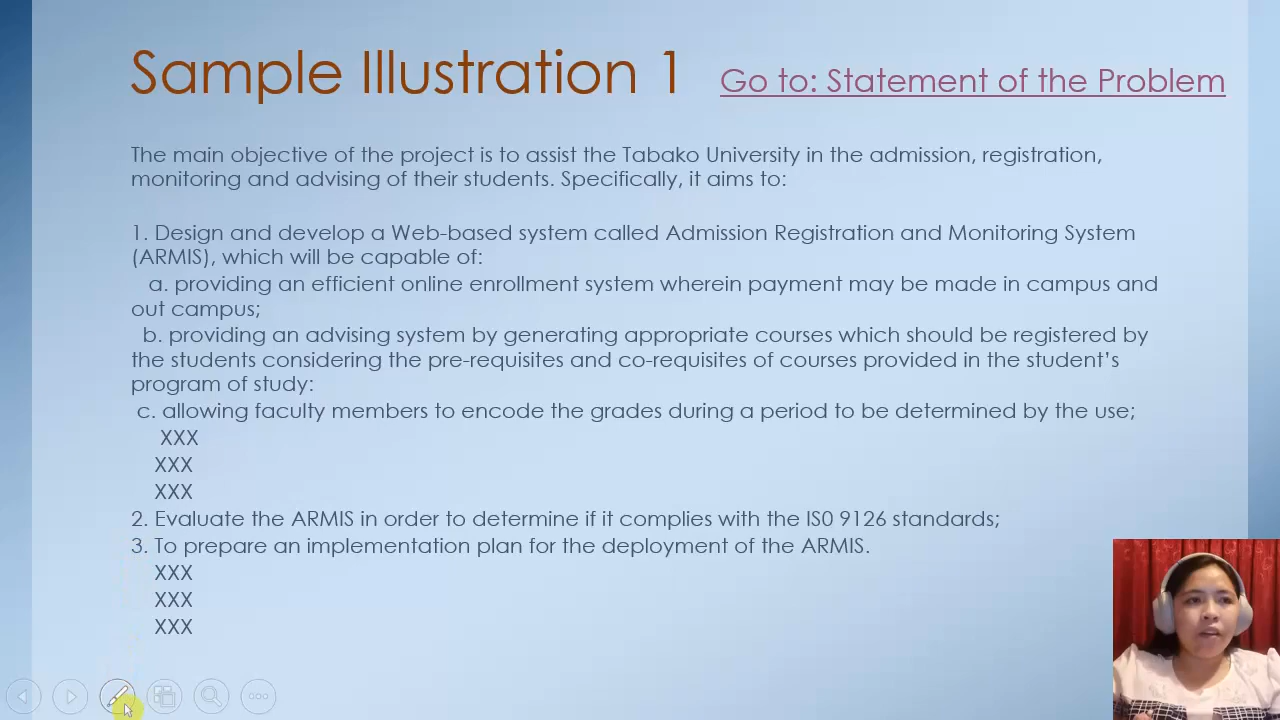 Sample Illustration 1 Go to: Statement of the Problem
The main objective of the project is to assist the Tabako University in the admission, registration,
monitoring and advising of their students. Specifically, it aims to:
1. Design and develop a Web-based system called Admission Registration and Monitoring System
(ARMIS), which will be capable of:
a. providing an efficient online enrollment system wherein payment may be made in campus and
out campus;
b. providing an advising system by generating appropriate courses which should be registered by
the students considering the pre-requisites and co-requisites of courses provided in the student's
program of study:
c. allowing faculty members to encode the grades during a period to be determined by the use;
XXX
XXX
XXX
2. Evaluate the ARMIS in order to determine if it complies with the IS0 9126 standards;
3. To prepare an implementation plan for the deployment of the ARMIS.
XXX
XXX
XXX